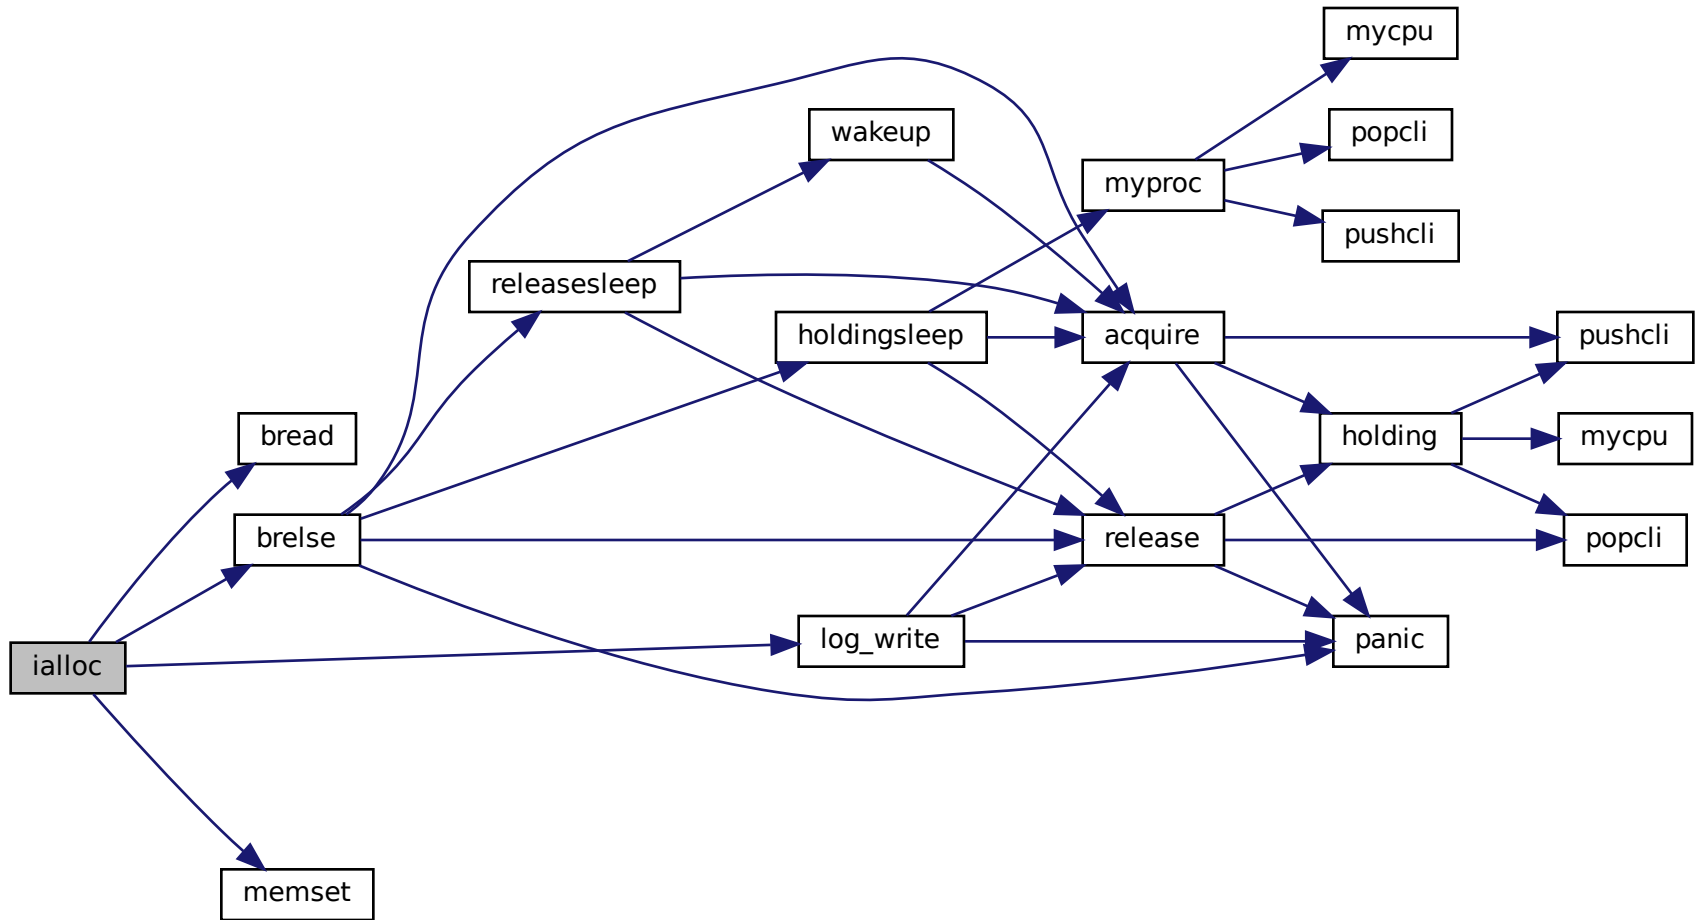 mycpu
wakeup
popcli
myproc
pushcli
releasesleep
holdingsleep
acquire
pushcli
bread
holding
mycpu
brelse
release
popcli
log_write
panic
ialloc
memset